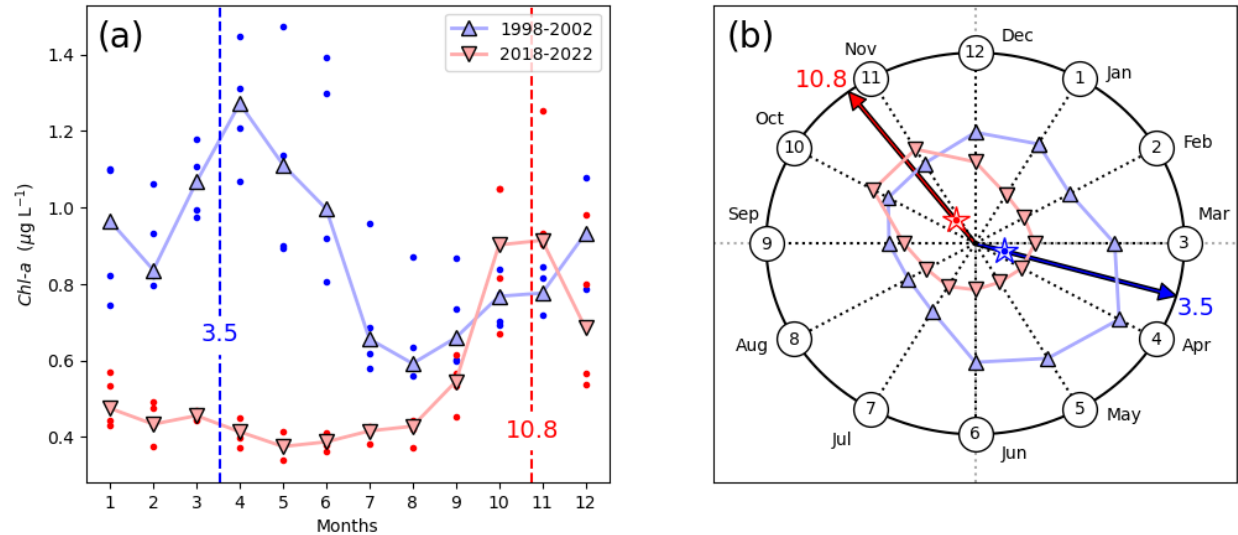 (a)
1998-2002
2018-2022
1.4
1.2
1.0
0.8
0.6
0.4
Chl-a (μg L⁻¹)
3.5
10.8
1 2 3 4 5 6 7 8 9 10 11 12
Months
(b)
Dec
12
Jan
1
Feb
2
Mar
3
3.5
Apr
4
May
5
Jun
6
Jul
7
Aug
8
Sep
9
Oct
10
Nov
11
10.8